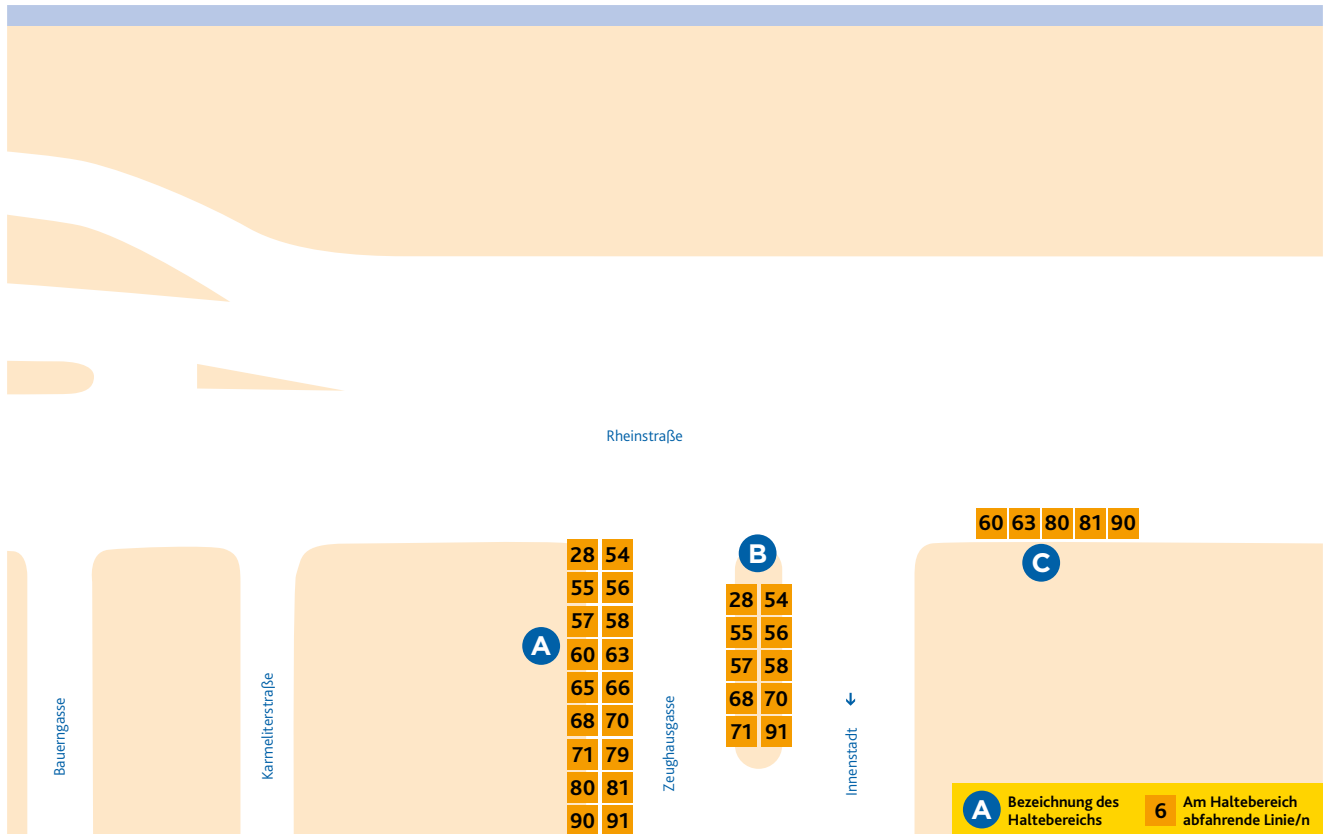 Rheinstraße
60 63 80 81 90
C
B
28 54
55 56
57 58
68 70
71 91
A
28 54
55 56
57 58
60 63
65 66
68 70
71 79
80 81
90 91
Bauerngasse
Karmeliterstraße
Zeughausgasse
Innenstadt →
A
Bezeichnung des
Haltebereichs
6
Am Haltebereich
abfahrende Linie/n